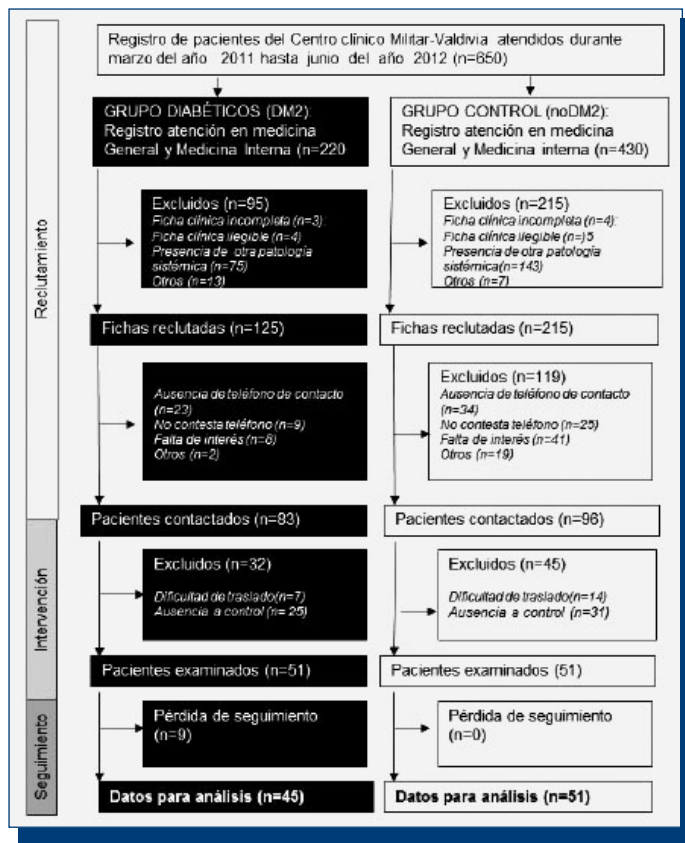 Registro de pacientes del Centro clínico Militar-Valdivia atendidos durante
marzo del año 2011 hasta junio del año 2012 (n=650)
GRUPO DIABÉTICOS (DM2):
Registro atención en medicina
General y Medicina Interna (n=220
GRUPO CONTROL (noDM2):
Registro atención en medicina
General y Medicina interna (n=430)
Reclutamiento
Excluidos (n=95)
Ficha clínica incompleta (n=3):
Ficha clínica ilegible (n=4)
Presencia de otra patología
sistémica (n=75)
Otros (n=13)
Excluidos (n=215)
Ficha clínica incompleta (n=4):
Ficha clínica ilegible (n=)5
Presencia de otra patología
sistémica(n=143)
Otros (n=7)
Fichas reclutadas (n=125)
Fichas reclutadas (n=215)
Ausencia de teléfono de contacto
(n=23)
No contesta teléfono (n=9)
Falta de interés (n=8)
Otros (n=2)
Excluidos (n=119)
Ausencia de teléfono de contacto
(n=34)
No contesta teléfono (n=25)
Falta de interés (n=41)
Otros (n=19)
Pacientes contactados (n=83)
Pacientes contactados (n=96)
Intervención
Excluidos (n=32)
Dificultad de traslado(n=7)
Ausencia a control (n= 25)
Excluidos (n=45)
Dificultad de traslado(n=14)
Ausencia a control (n=31)
Pacientes examinados (n=51)
Pacientes examinados (51)
Seguimiento
Pérdida de seguimiento
(n=9)
Pérdida de seguimiento
(n=0)
Datos para análisis (n=45)
Datos para análisis (n=51)